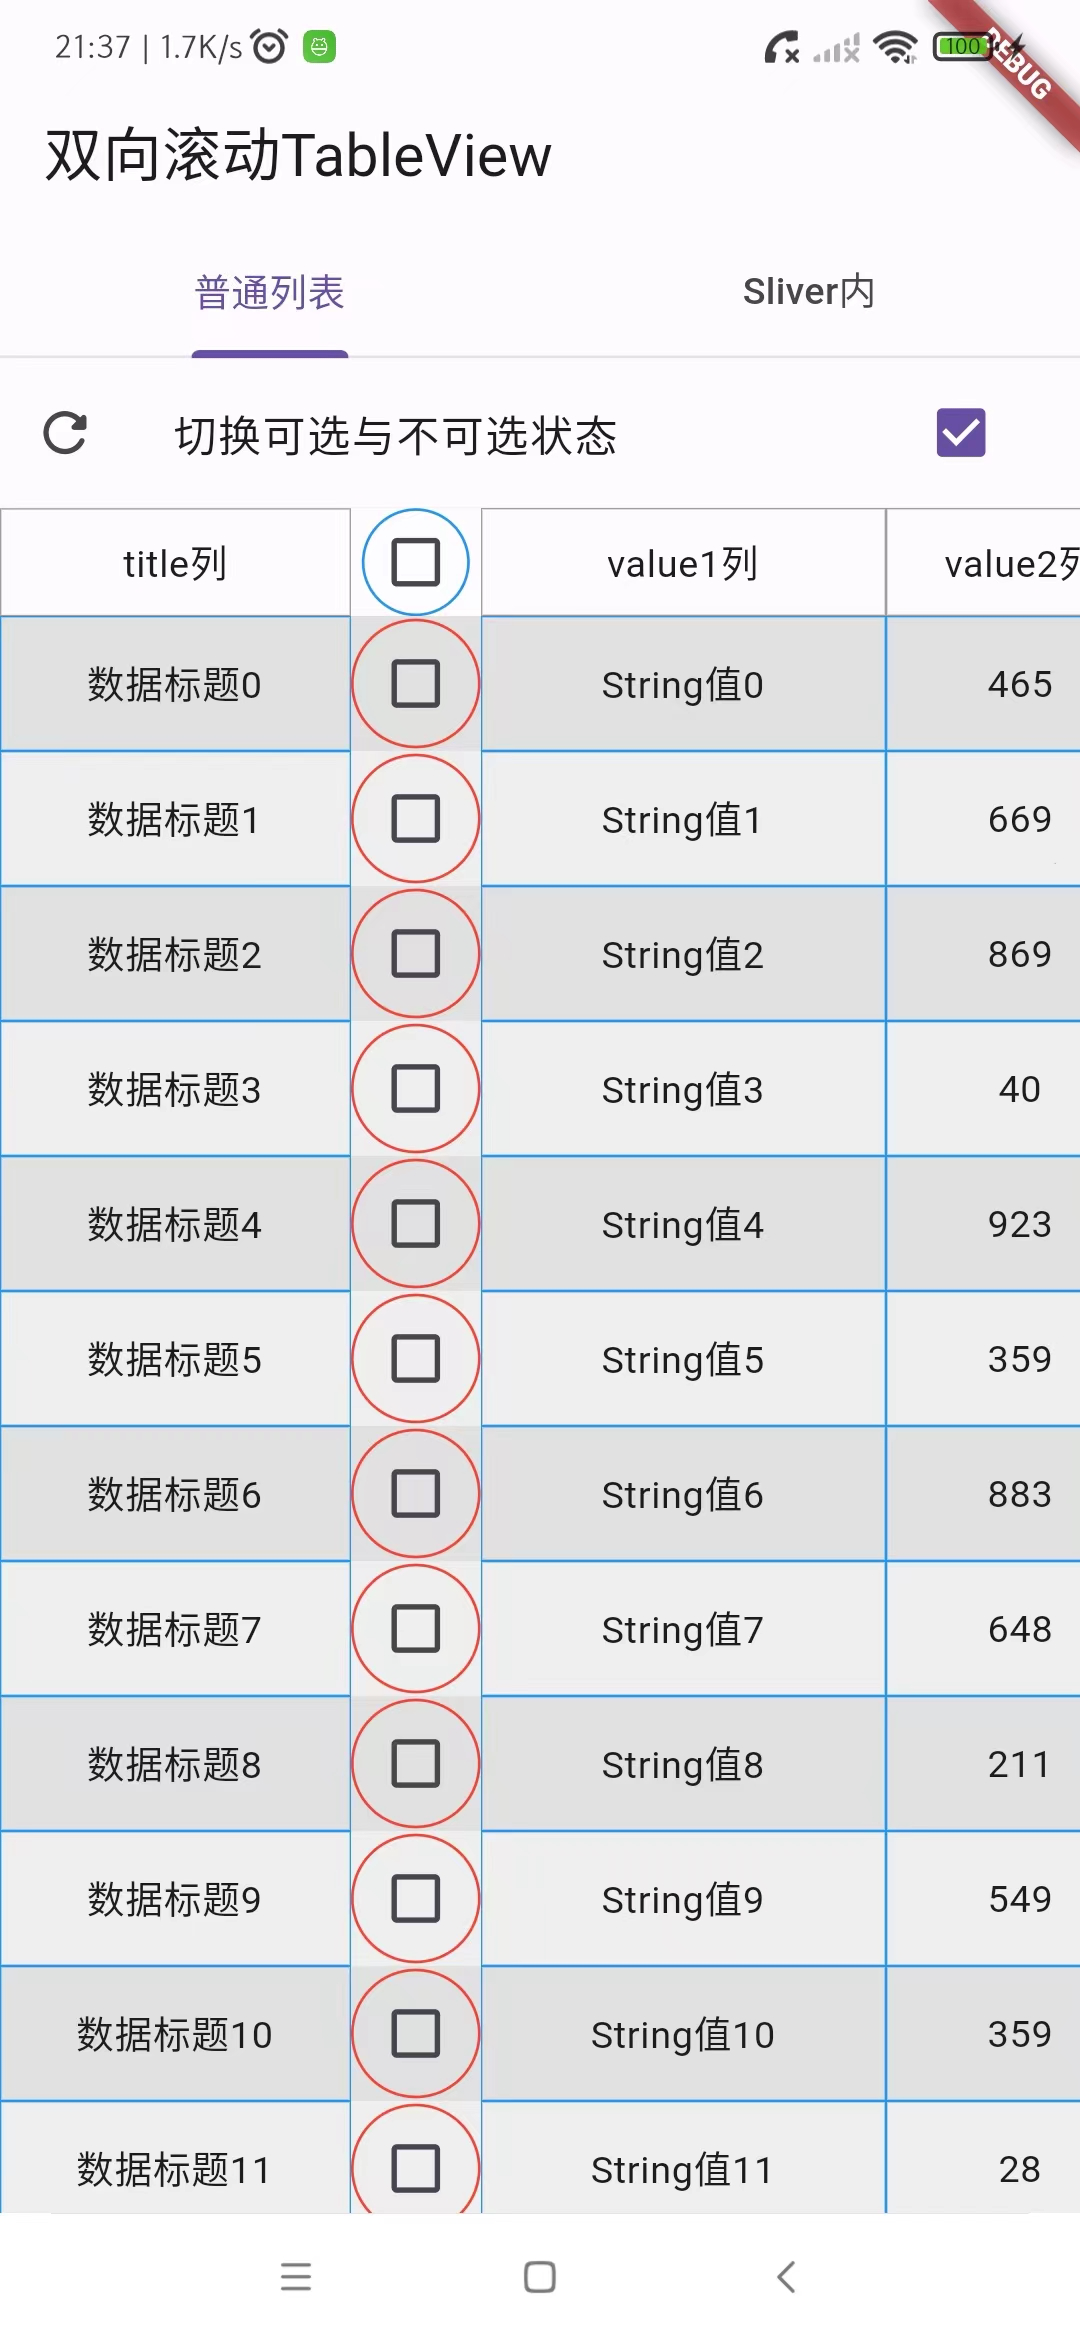 21:37 | 1.7K/s
100
DEBUG
双向滚动TableView
普通列表 Sliver内
切换可选与不可选状态
title列 value1列 value2列
数据标题0 String值0 465
数据标题1 String值1 669
数据标题2 String值2 869
数据标题3 String值3 40
数据标题4 String值4 923
数据标题5 String值5 359
数据标题6 String值6 883
数据标题7 String值7 648
数据标题8 String值8 211
数据标题9 String值9 549
数据标题10 String值10 359
数据标题11 String值11 28